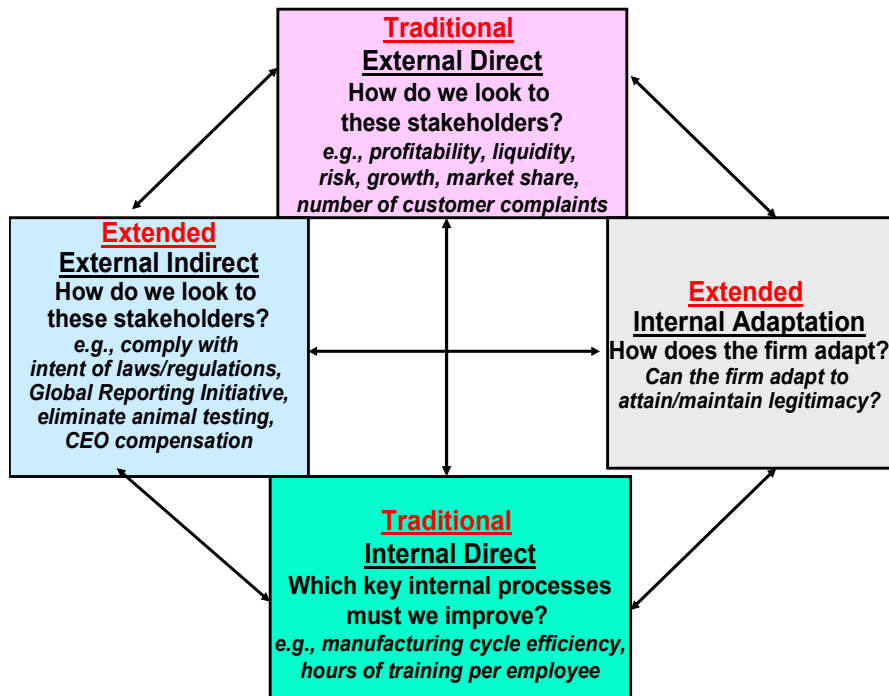 Traditional
External Direct
How do we look to
these stakeholders?
e.g., profitability, liquidity,
risk, growth, market share,
number of customer complaints
Extended
External Indirect
How do we look to
these stakeholders?
e.g., comply with
intent of laws/regulations,
Global Reporting Initiative,
eliminate animal testing,
CEO compensation
Extended
Internal Adaptation
How does the firm adapt?
Can the firm adapt to
attain/maintain legitimacy?
Traditional
Internal Direct
Which key internal processes
must we improve?
e.g., manufacturing cycle efficiency,
hours of training per employee